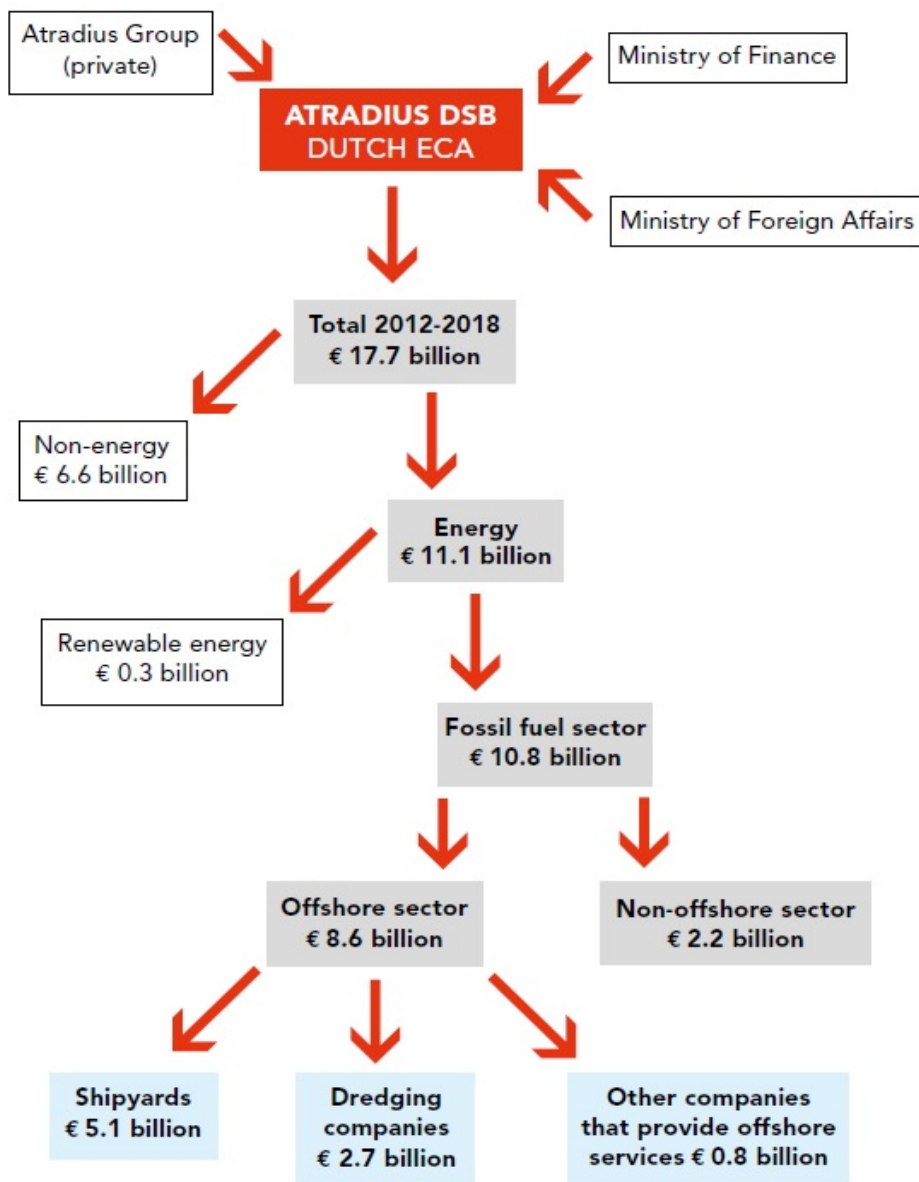 Atradius Group
(private)
Ministry of Finance
ATRADIUS DSB
DUTCH ECA
Ministry of Foreign Affairs
Total 2012-2018
€ 17.7 billion
Non-energy
€ 6.6 billion
Energy
€ 11.1 billion
Renewable energy
€ 0.3 billion
Fossil fuel sector
€ 10.8 billion
Offshore sector
€ 8.6 billion
Non-offshore sector
€ 2.2 billion
Shipyards
€ 5.1 billion
Dredging
companies
€ 2.7 billion
Other companies
that provide offshore
services € 0.8 billion